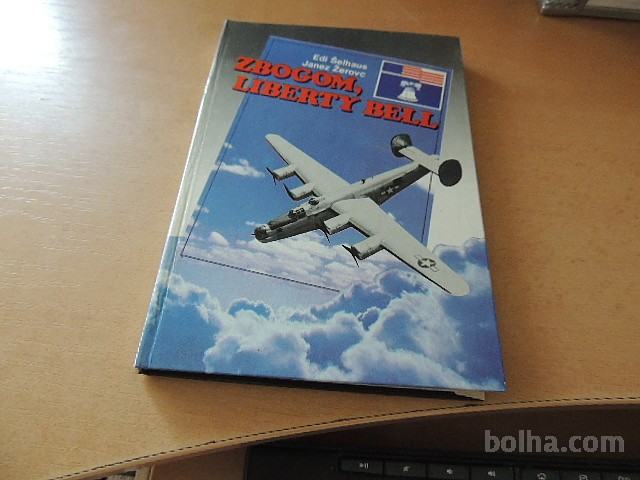 Edi Šelhaus
Janez Žerovc
ZBOGOM,
LIBERTY BELL
bolha.com